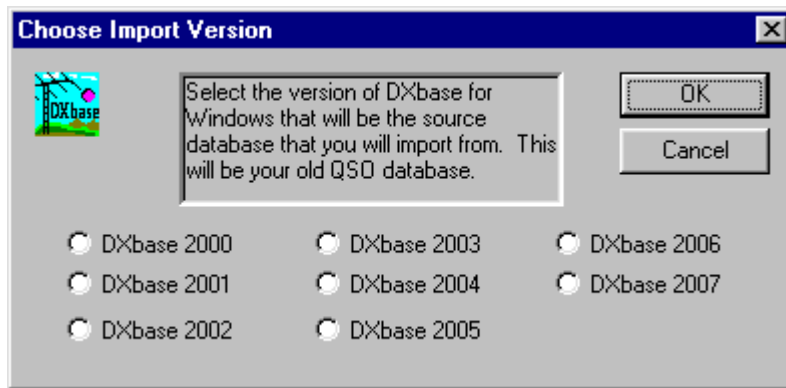 Choose Import Version
DXbase
Select the version of DXbase for
Windows that will be the source
database that you will import from.  This
will be your old QSO database.
OK
Cancel
DXbase 2000
DXbase 2003
DXbase 2006
DXbase 2001
DXbase 2004
DXbase 2007
DXbase 2002
DXbase 2005